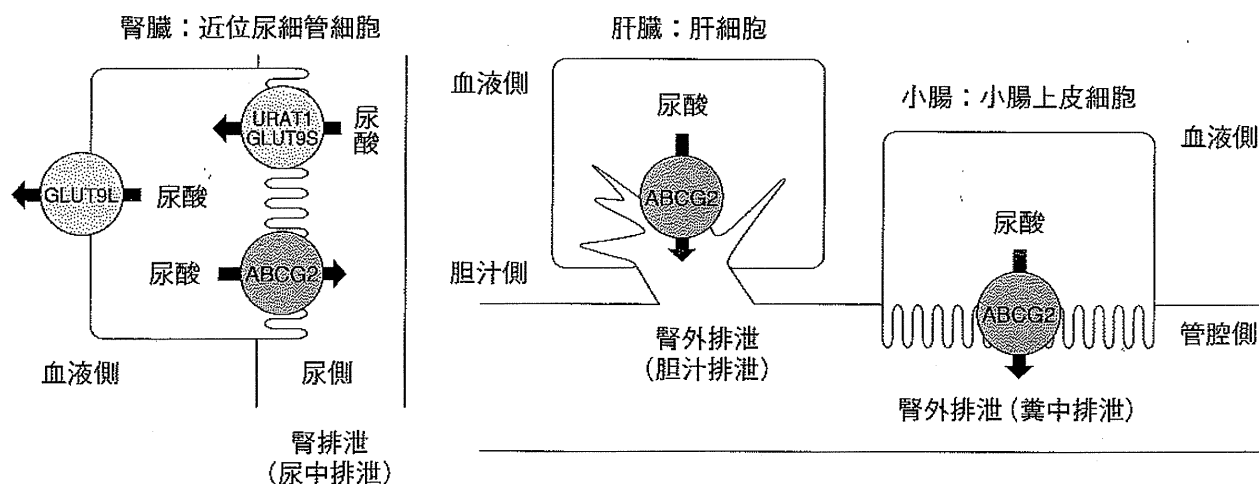 腎臓：近位尿細管細胞
URAT1
GLUT9S
尿酸
GLUT9L
尿酸
尿酸
ABCG2
血液側
尿側
腎排泄
(尿中排泄)
肝臓：肝細胞
血液側
尿酸
ABCG2
胆汁側
腎外排泄
(胆汁排泄)
小腸：小腸上皮細胞
血液側
尿酸
ABCG2
管腔側
腎外排泄(糞中排泄)